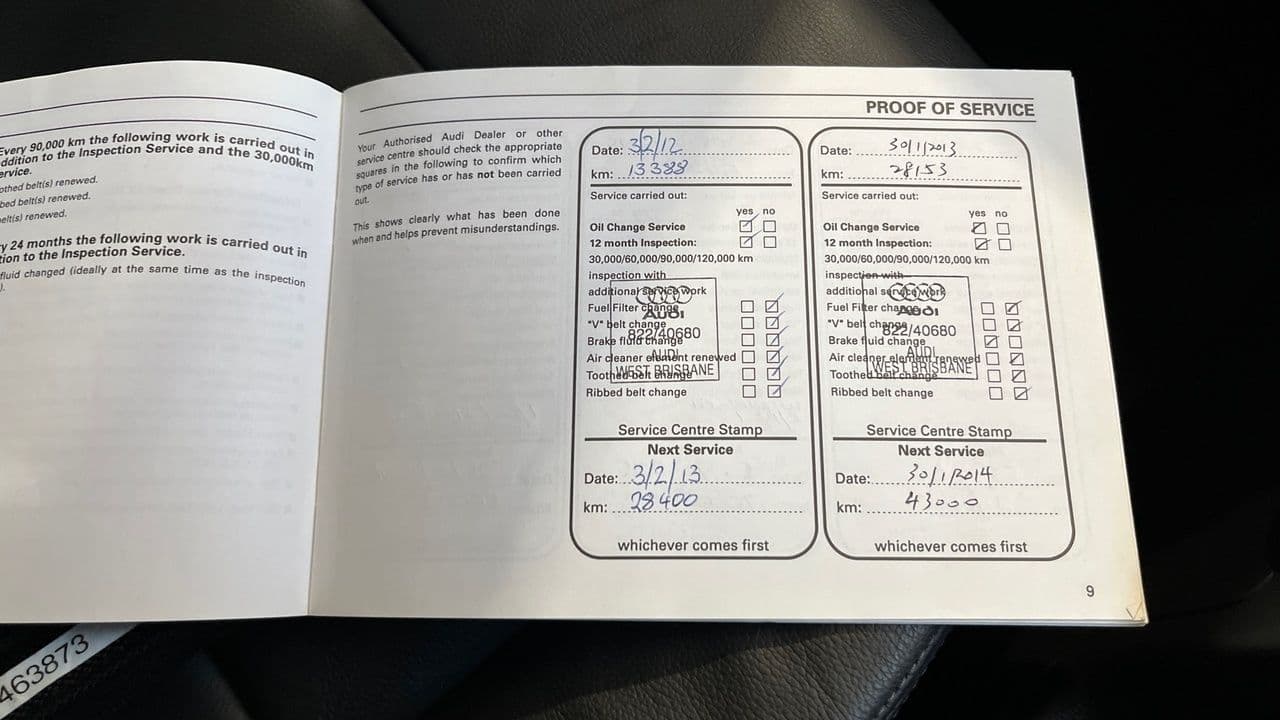 Every 90,000 km the following work is carried out in
ddition to the Inspection Service and the 30,000km
ervice.
othed belt(s) renewed.
bed belt(s) renewed.
elt(s) renewed.
y 24 months the following work is carried out in
tion to the Inspection Service.
fluid changed (ideally at the same time as the inspection
).
463873
PROOF OF SERVICE
Your Authorised Audi Dealer or other
service centre should check the appropriate
squares in the following to confirm which
type of service has or has not been carried
out.
This shows clearly what has been done
when and helps prevent misunderstandings.
Date: 3/2/12
km: 13388
Service carried out:
yes no
Oil Change Service
12 month Inspection:
30,000/60,000/90,000/120,000 km
inspection with
additional service work
Fuel Filter change
"V" belt change
Brake fluid change
Air cleaner element renewed
Toothed belt change
Ribbed belt change
Audi
822/40680
AUDI
WEST BRISBANE
Service Centre Stamp
Next Service
Date: 3/2/13
km: 28400
whichever comes first
Date: 30/1/2013
km: 28153
Service carried out:
yes no
Oil Change Service
12 month Inspection:
30,000/60,000/90,000/120,000 km
inspection with
additional service work
Fuel Filter change
"V" belt change
Brake fluid change
Air cleaner element renewed
Toothed belt change
Ribbed belt change
Audi
822/40680
AUDI
WEST BRISBANE
Service Centre Stamp
Next Service
Date: 30/1/2014
km: 43000
whichever comes first
9